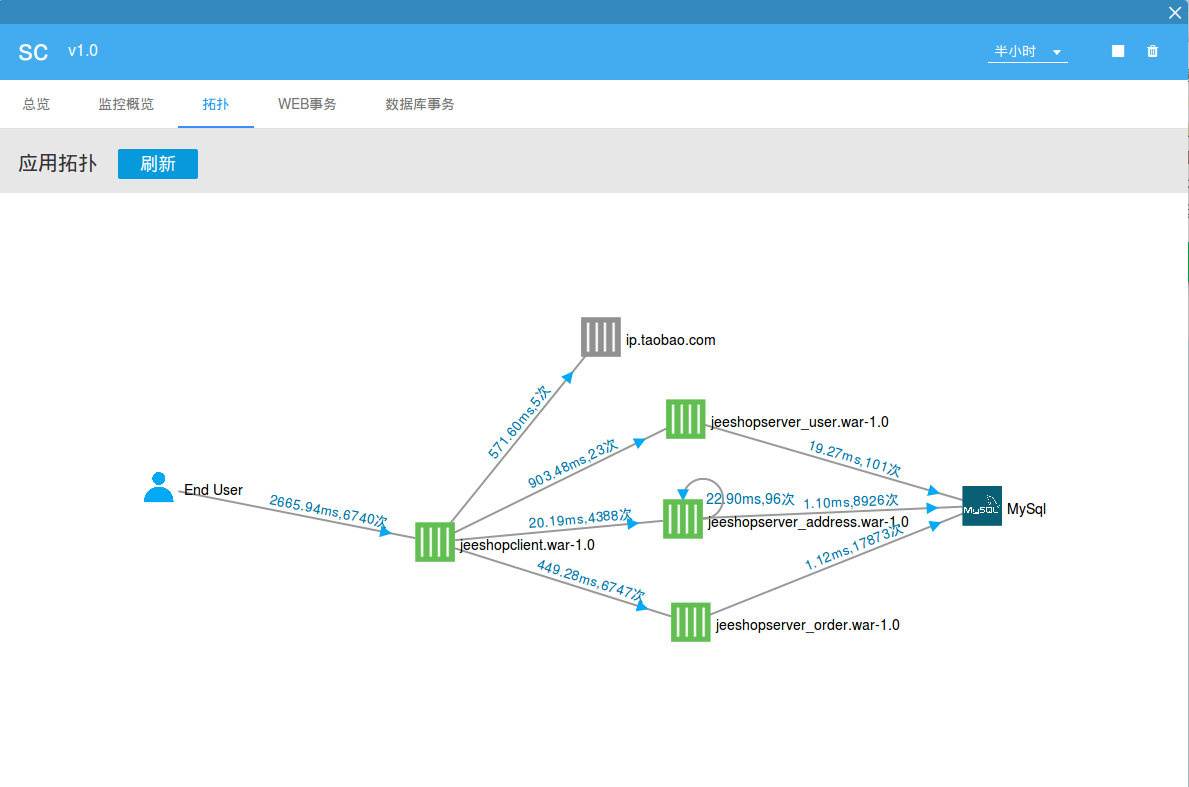 SC v1.0
半小时
总览 监控概览 拓扑 WEB事务 数据库事务
应用拓扑 刷新
ip.taobao.com
571.60ms,5次
jeeshopserver_user.war-1.0
903.48ms,23次
19.27ms,101次
End User
2665.94ms,6740次
22.90ms,96次
1.10ms,8926次
MySQL
MySql
20.19ms,4388次
jeeshopserver_address.war-1.0
jeeshopclient.war-1.0
1.12ms,17873次
449.28ms,6747次
jeeshopserver_order.war-1.0